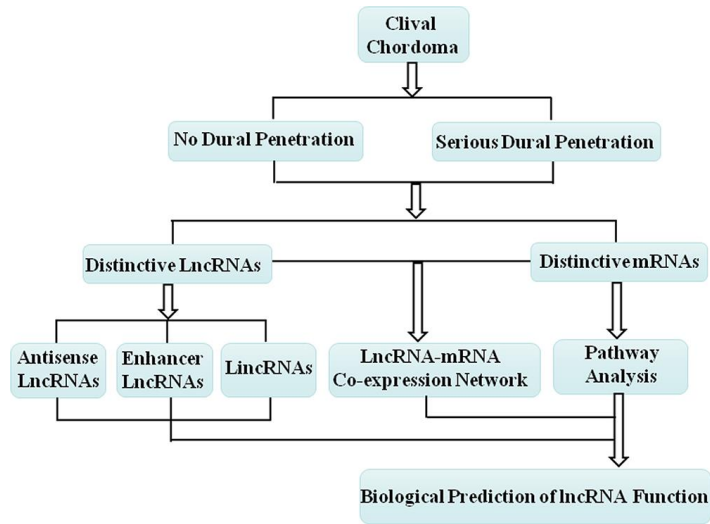 Clival
Chordoma
No Dural Penetration
Serious Dural Penetration
Distinctive LncRNAs
Distinctive mRNAs
Antisense
LncRNAs
Enhancer
LncRNAs
LincRNAs
LncRNA-mRNA
Co-expression Network
Pathway
Analysis
Biological Prediction of lncRNA Function